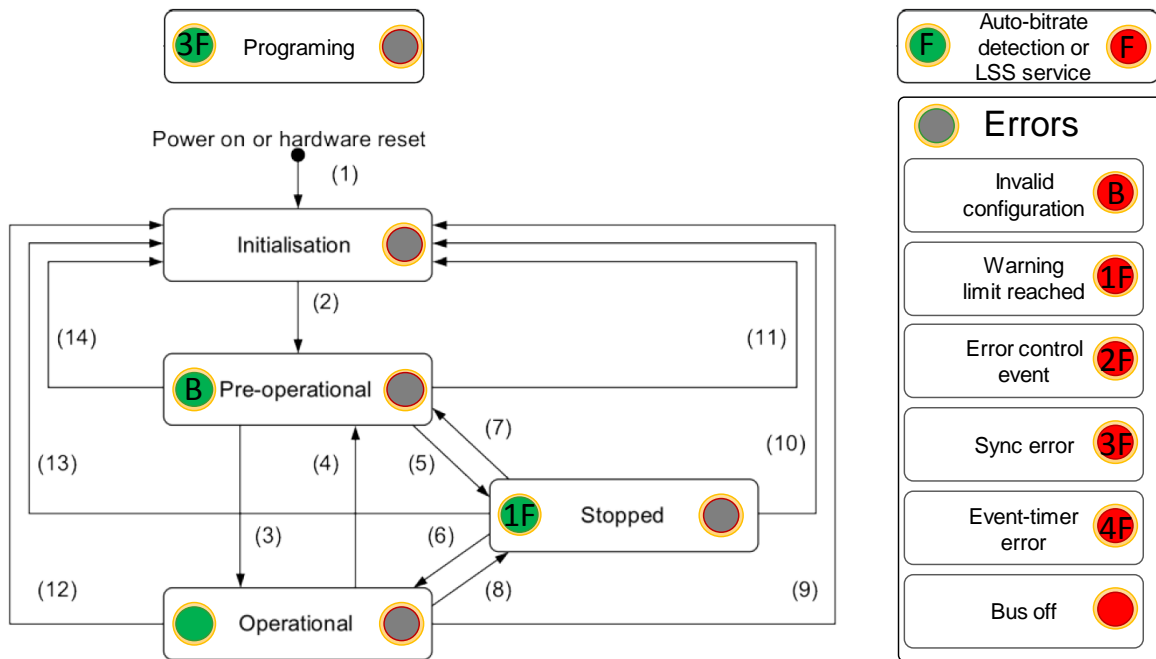 3F Programing
F Auto-bitrate F
detection or
LSS service
Power on or hardware reset
(1)
Errors
Invalid
configuration B
Initialisation
Warning
limit reached 1F
(2)
(14)
(11)
Error control
event 2F
B Pre-operational
(7)
(13)
(4)
(5)
(10)
Sync error 3F
1F Stopped
(3)
(6)
Event-timer
error 4F
(12)
(8)
(9)
Operational
Bus off